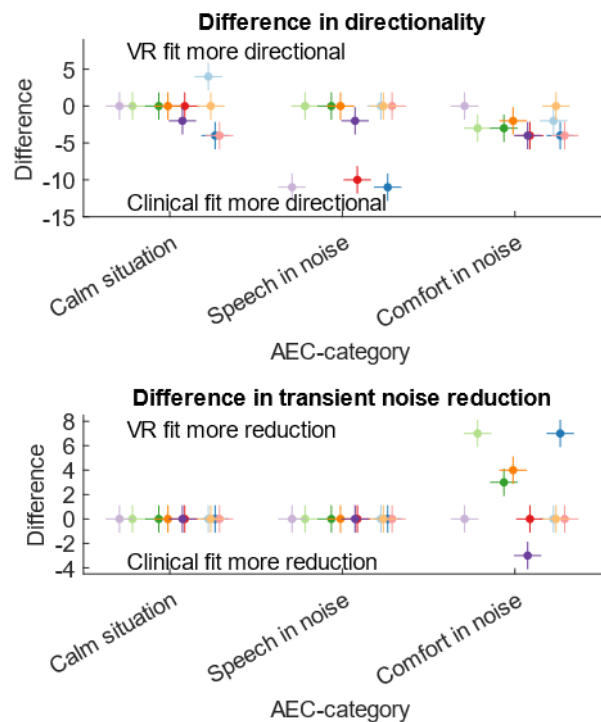 Difference in directionality
VR fit more directional
5
0
-5
-10
-15
Difference
Clinical fit more directional
Calm situation
Speech in noise
Comfort in noise
AEC-category
Difference in transient noise reduction
8
VR fit more reduction
6
4
2
0
-2
-4
Difference
Clinical fit more reduction
Calm situation
Speech in noise
Comfort in noise
AEC-category